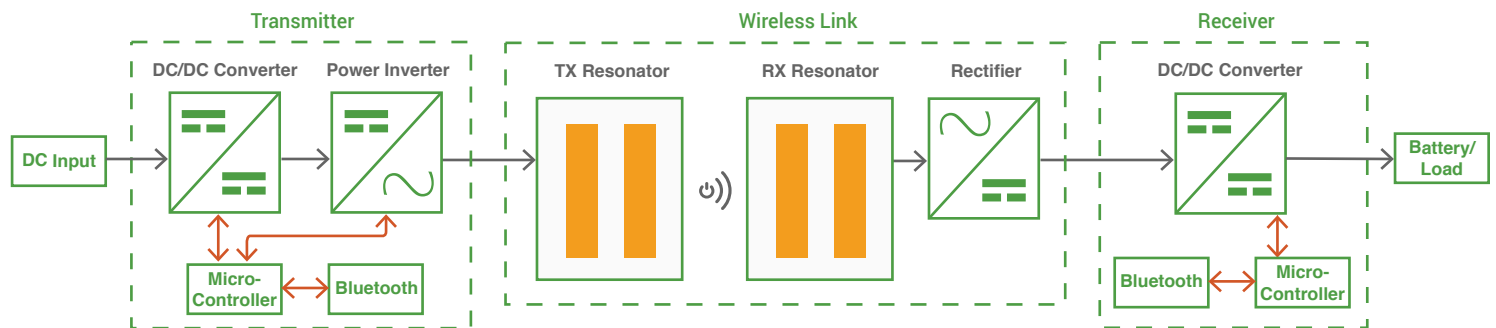 Transmitter
Wireless Link
Receiver
DC/DC Converter
Power Inverter
TX Resonator
RX Resonator
Rectifier
DC/DC Converter
DC Input
Battery/
Load
Micro-
Controller
Bluetooth
Bluetooth
Micro-
Controller